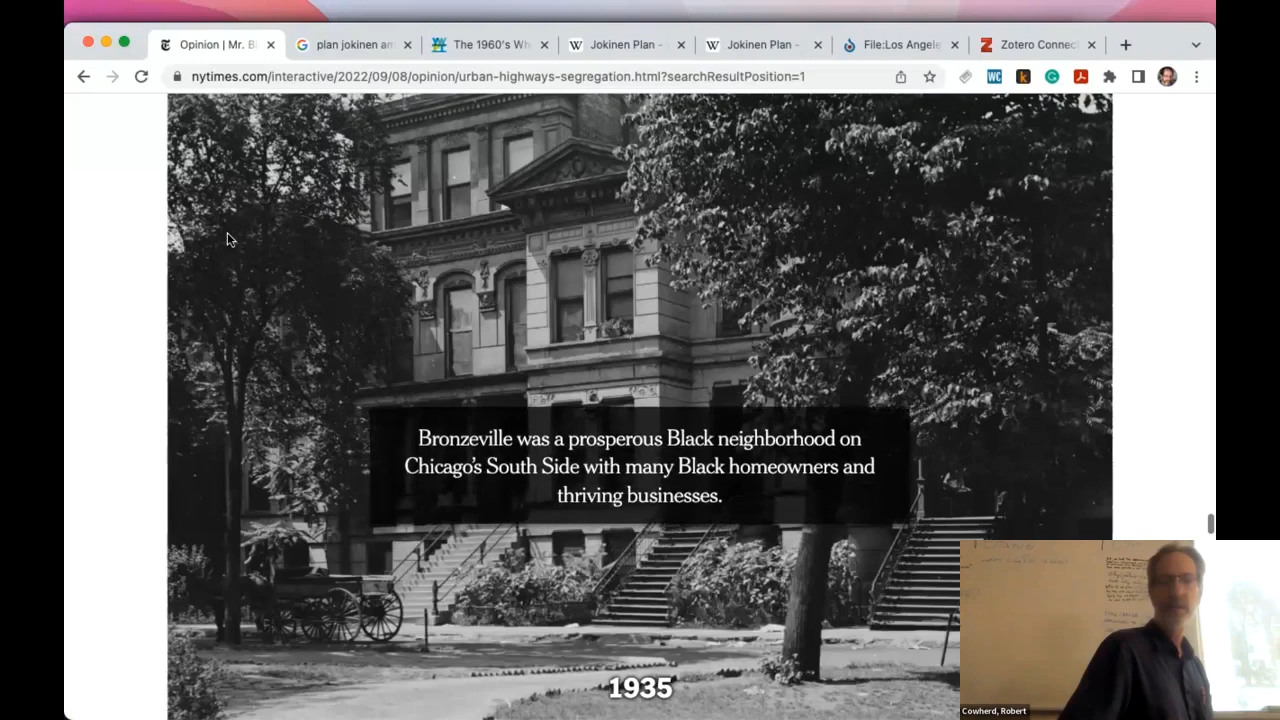 Opinion | Mr. Bi
plan jokinen an
The 1960's Wh
Jokinen Plan -
Jokinen Plan -
File:Los Angele
Zotero Connec
nytimes.com/interactive/2022/09/08/opinion/urban-highways-segregation.html?searchResultPosition=1
WC
k
Bronzeville was a prosperous Black neighborhood on
Chicago’s South Side with many Black homeowners and
thriving businesses.
1935
Cowherd, Robert